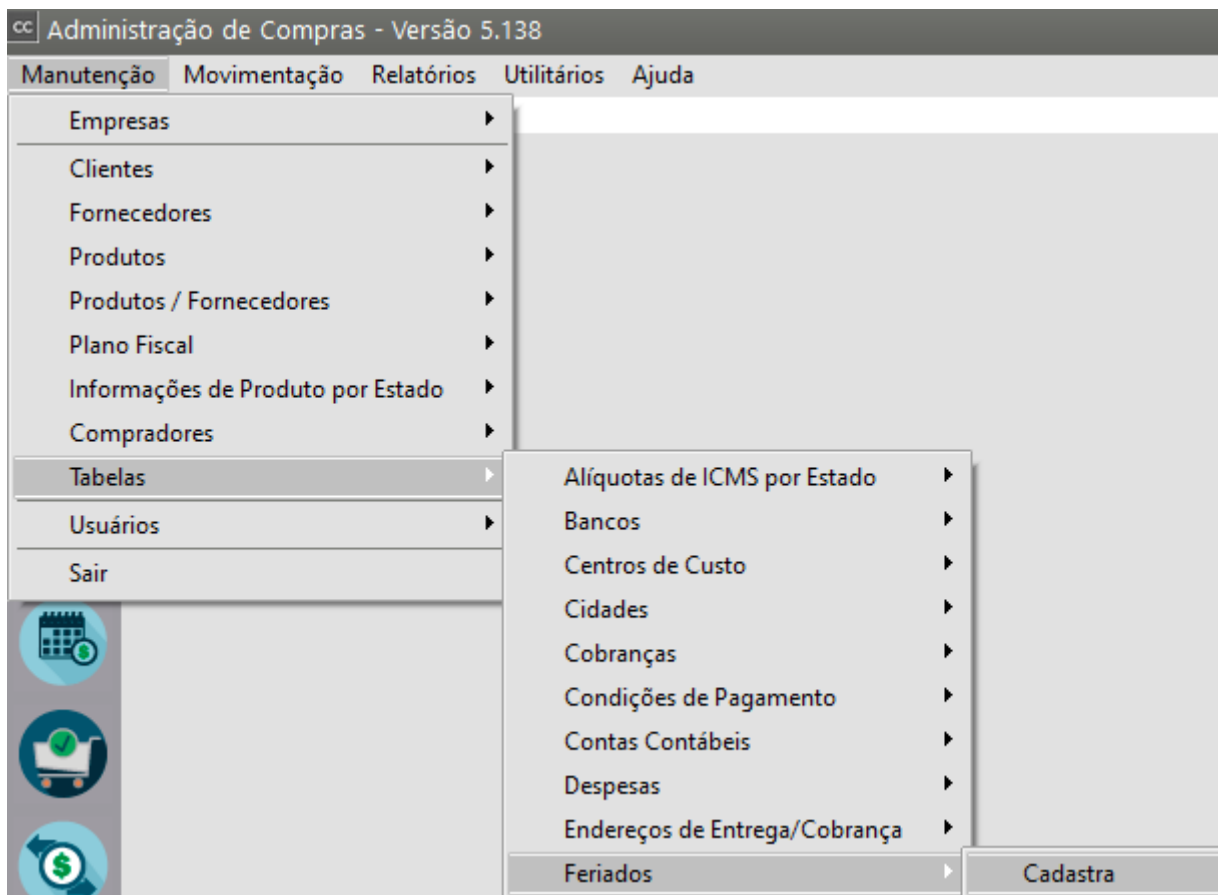 cc Administração de Compras - Versão 5.138
Manutenção Movimentação Relatórios Utilitários Ajuda
Empresas
Clientes
Fornecedores
Produtos
Produtos / Fornecedores
Plano Fiscal
Informações de Produto por Estado
Compradores
Tabelas
Usuários
Sair
Alíquotas de ICMS por Estado
Bancos
Centros de Custo
Cidades
Cobranças
Condições de Pagamento
Contas Contábeis
Despesas
Endereços de Entrega/Cobrança
Feriados
Cadastra
$
$